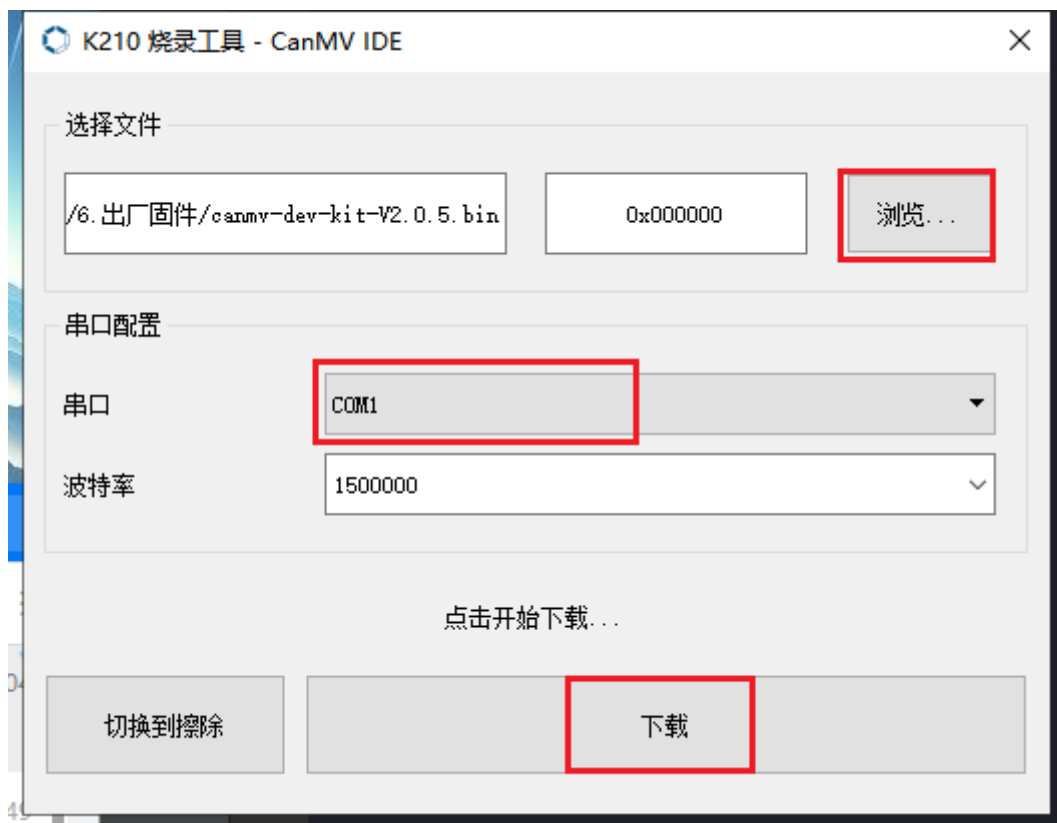 K210 烧录工具 - CanMV IDE
选择文件
/6.出厂固件/canmv-dev-kit-V2.0.5.bin
0x000000
浏览...
串口配置
串口
COM1
波特率
1500000
点击开始下载...
切换到擦除
下载